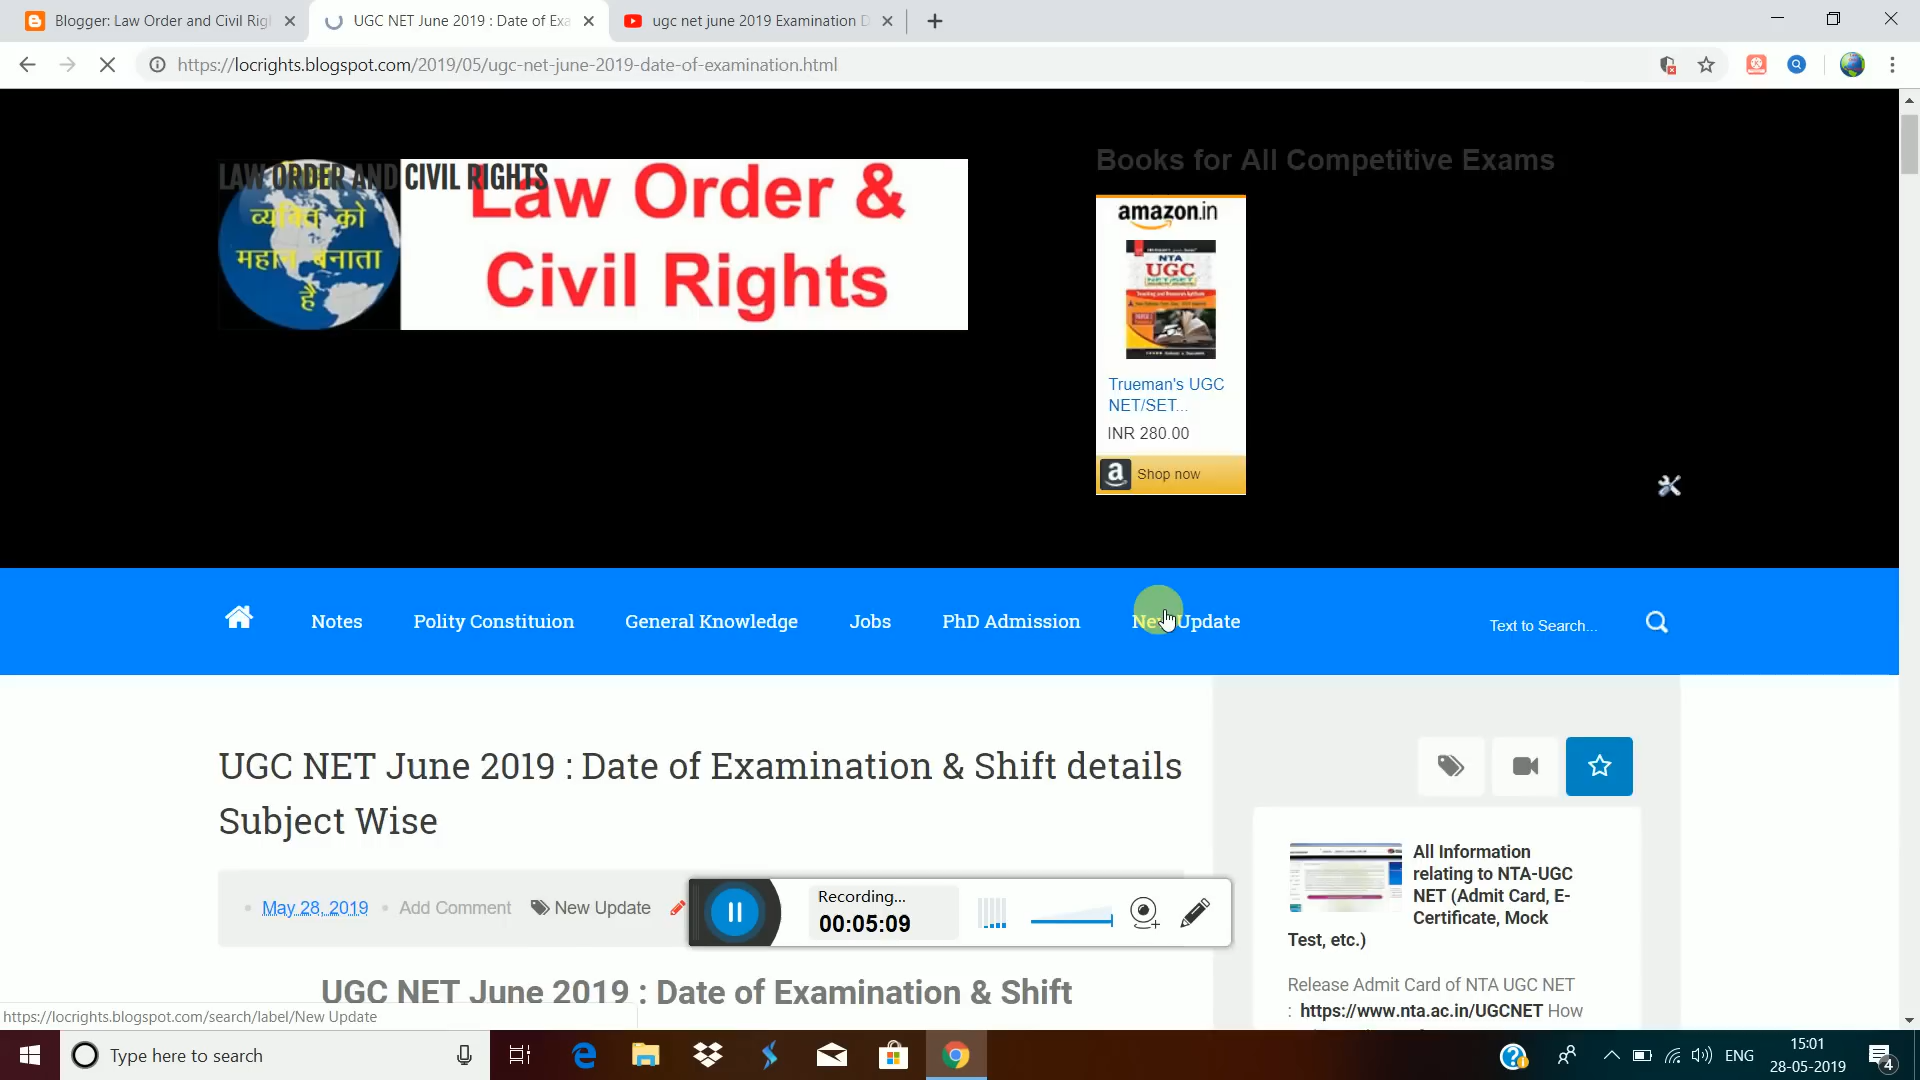 Blogger: Law Order and Civil Rig
UGC NET June 2019 : Date of Exa
ugc net june 2019 Examination D
https://locrights.blogspot.com/2019/05/ugc-net-june-2019-date-of-examination.html
LAW ORDER AND CIVIL RIGHTS
व्यक्ति को
महान बनाता
है
Law Order &
Civil Rights
Books for All Competitive Exams
amazon.in
NTA
UGC
NET/SET
Trueman's UGC
NET/SET...
INR 280.00
a Shop now
Notes Polity Constituion General Knowledge Jobs PhD Admission New Update Text to Search...
UGC NET June 2019 : Date of Examination & Shift details
Subject Wise
May 28, 2019 Add Comment New Update
Recording...
00:05:09
All Information
relating to NTA-UGC
NET (Admit Card, E-
Certificate, Mock
Test, etc.)
UGC NET June 2019 : Date of Examination & Shift
Release Admit Card of NTA UGC NET
: https://www.nta.ac.in/UGCNET How
https://locrights.blogspot.com/search/label/New Update
Type here to search
ENG
15:01
28-05-2019
4